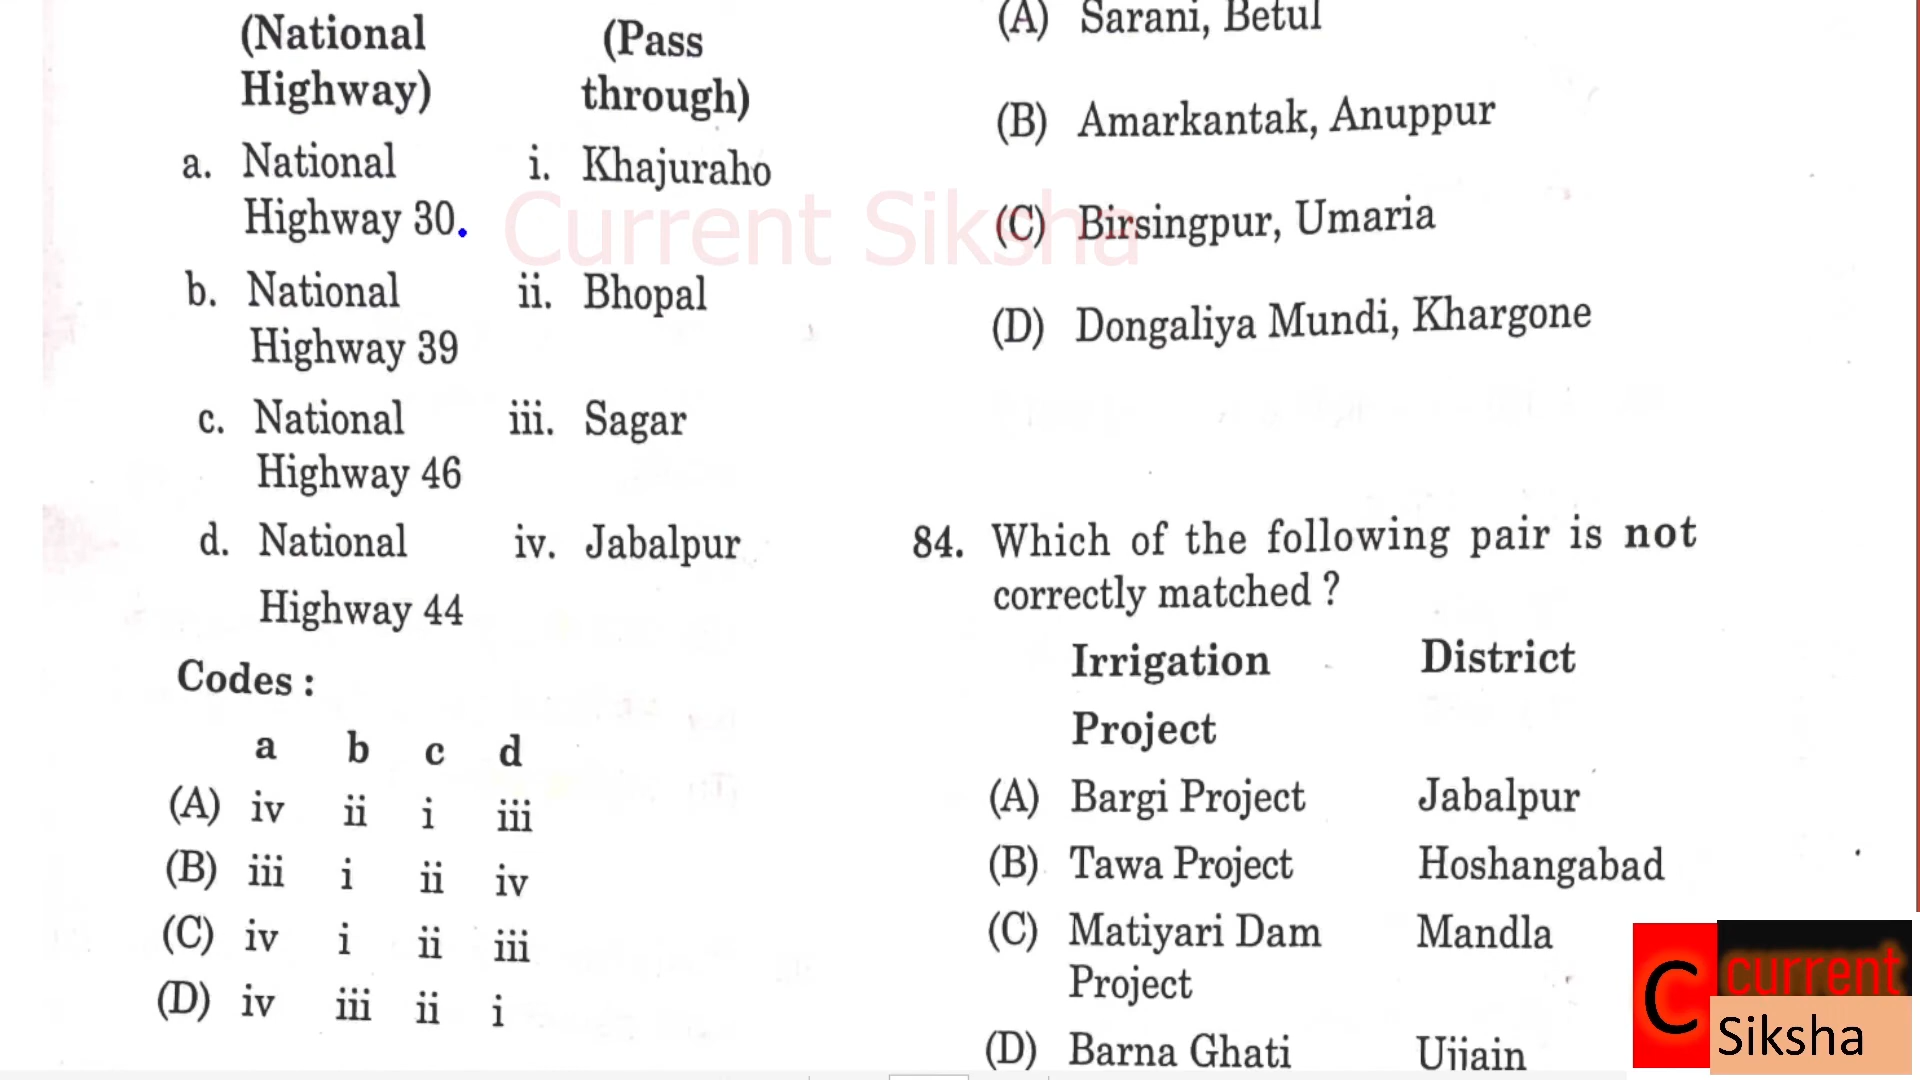 (National (Pass
Highway) through)
a. National i. Khajuraho
Highway 30.
b. National ii. Bhopal
Highway 39
c. National iii. Sagar
Highway 46
d. National iv. Jabalpur
Highway 44
Codes :
a b c d
(A) iv ii i iii
(B) iii i ii iv
(C) iv i ii iii
(D) iv iii ii i
(A) Sarani, Betul
(B) Amarkantak, Anuppur
(C) Birsingpur, Umaria
(D) Dongaliya Mundi, Khargone
84. Which of the following pair is not
correctly matched ?
Irrigation District
Project
(A) Bargi Project Jabalpur
(B) Tawa Project Hoshangabad
(C) Matiyari Dam Mandla
Project
(D) Barna Ghati Ujjain
Current Siksha
C current
Siksha